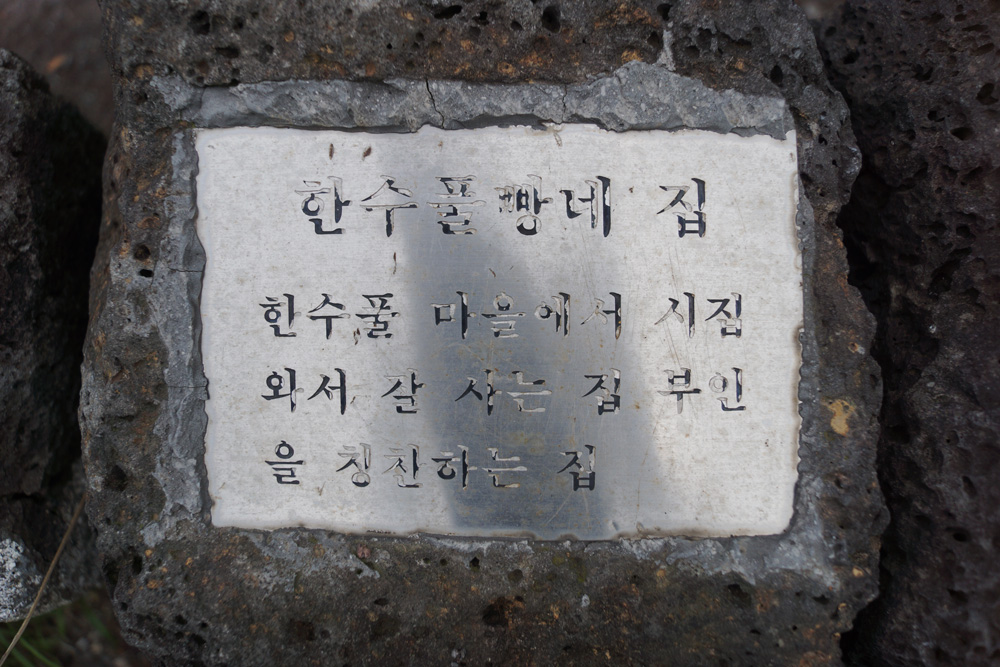 한수풀빵네 집
한수풀 마을에서 시집
와서 잘 사는 집 부인
을 칭찬하는 집